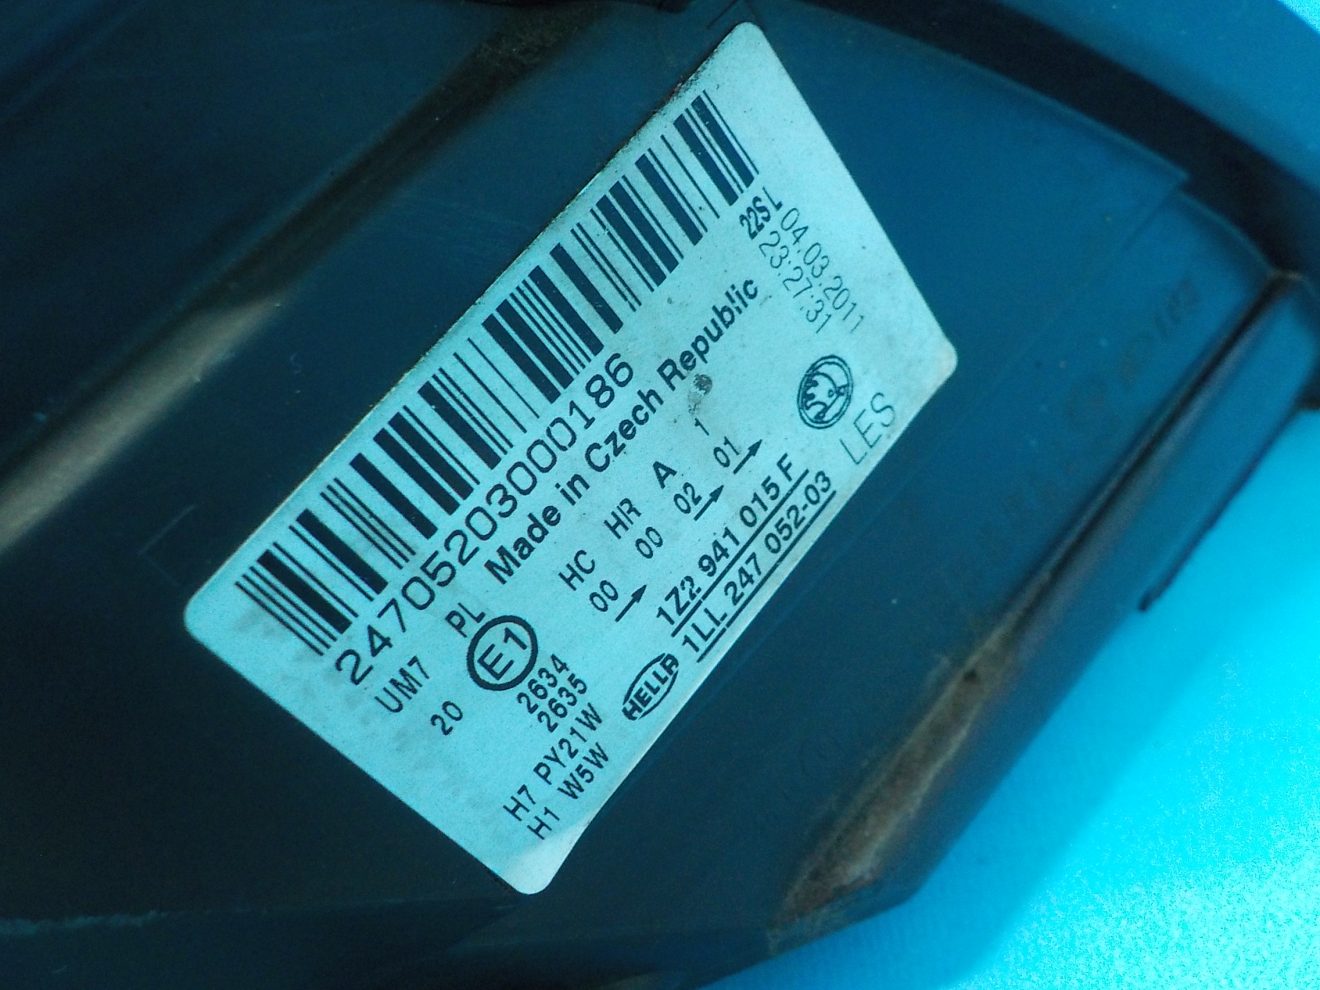 24705203000186
22SL
04.03.2011
23:27:31
UM7 PL Made in Czech Republic
20 E1 HC HR A 1
2634 00 00 02 01
2635
H7 PY21W
H1 W5W
HELLA
1Z2 941 015 F
1LL 247 052-03
LES